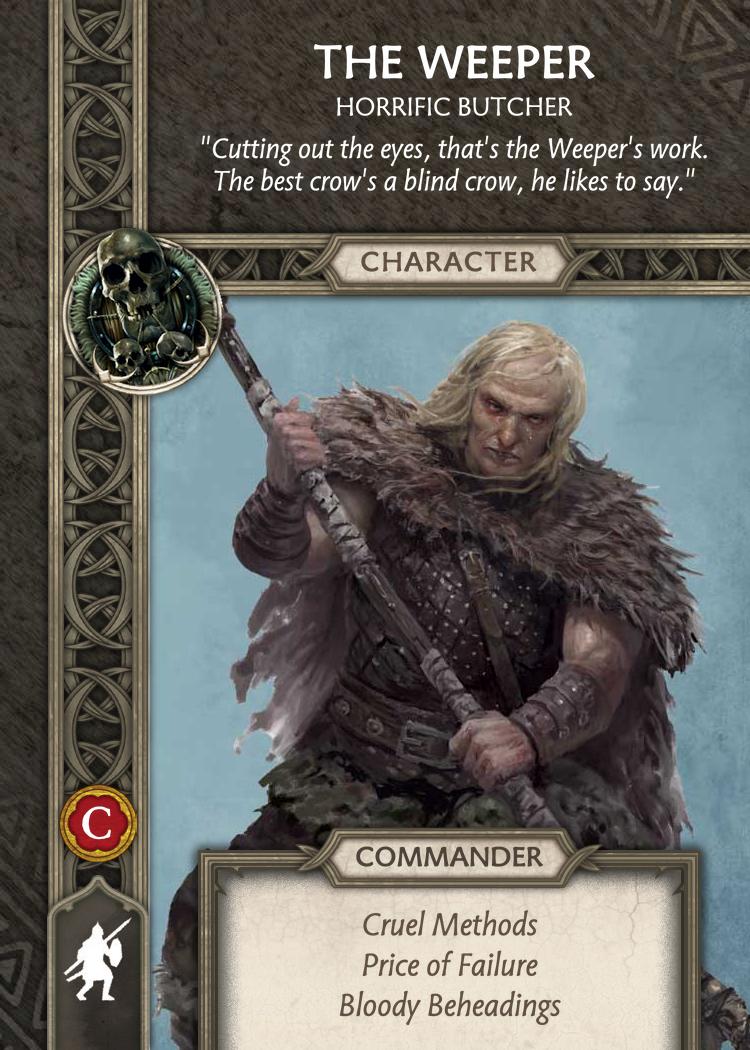 THE WEEPER
HORRIFIC BUTCHER
"Cutting out the eyes, that's the Weeper's work.
The best crow's a blind crow, he likes to say."
CHARACTER
C
COMMANDER
Cruel Methods
Price of Failure
Bloody Beheadings